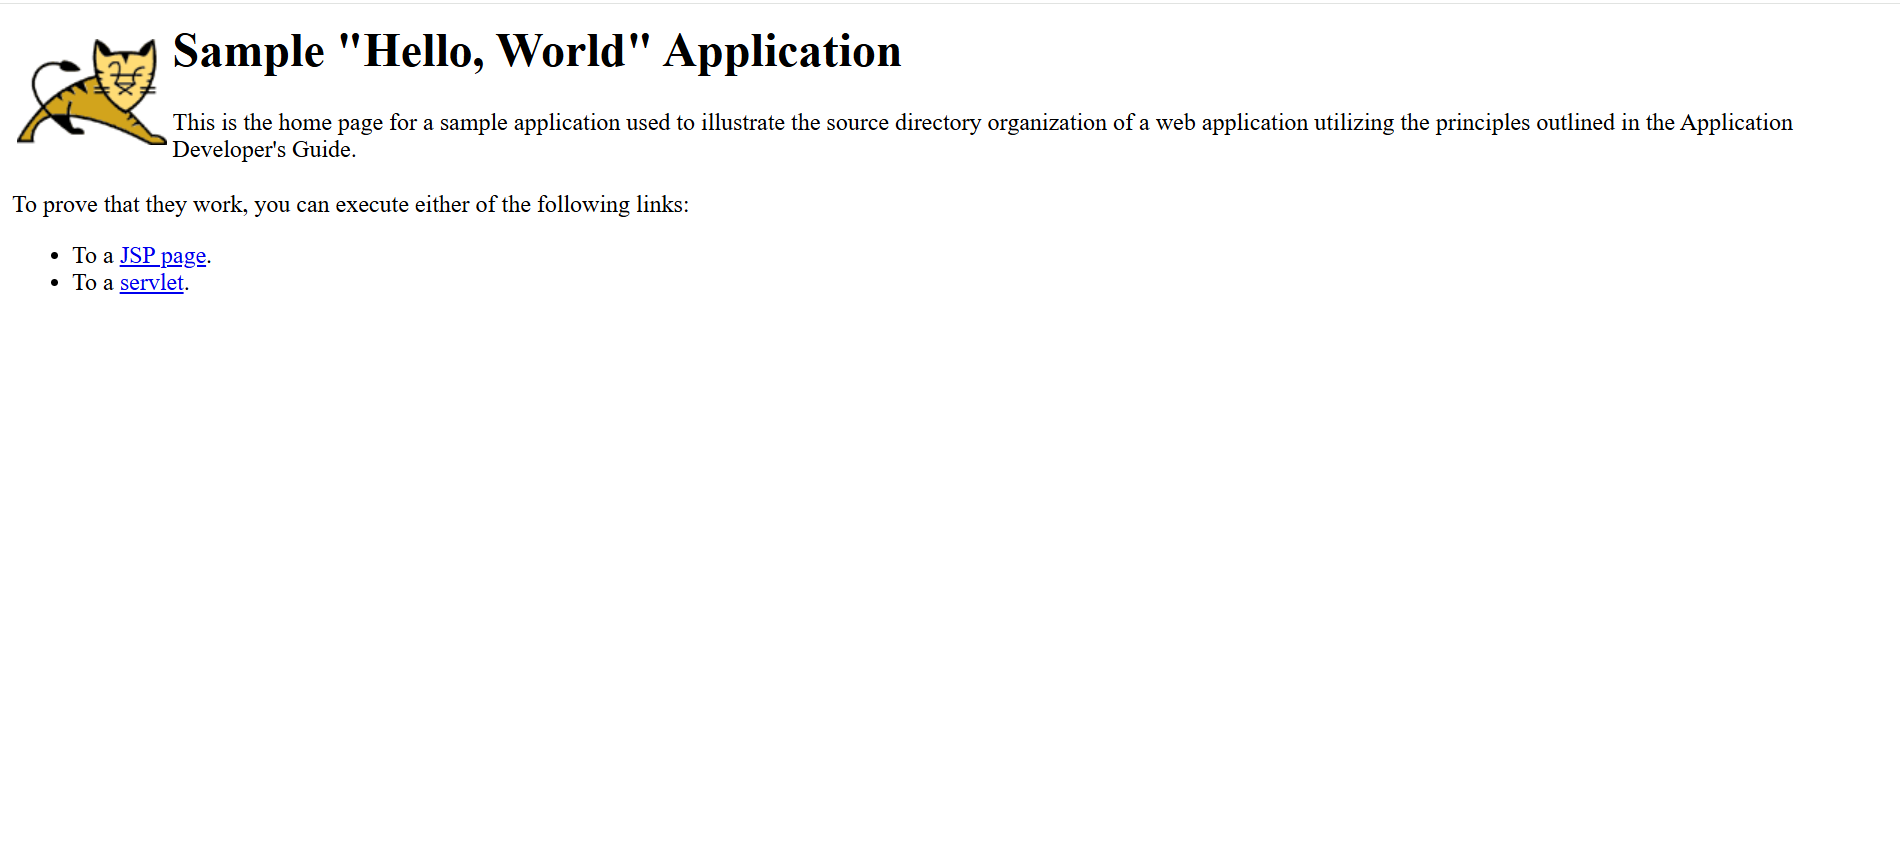 Sample "Hello, World" Application
This is the home page for a sample application used to illustrate the source directory organization of a web application utilizing the principles outlined in the Application
Developer's Guide.
To prove that they work, you can execute either of the following links:
• To a JSP page.
• To a servlet.